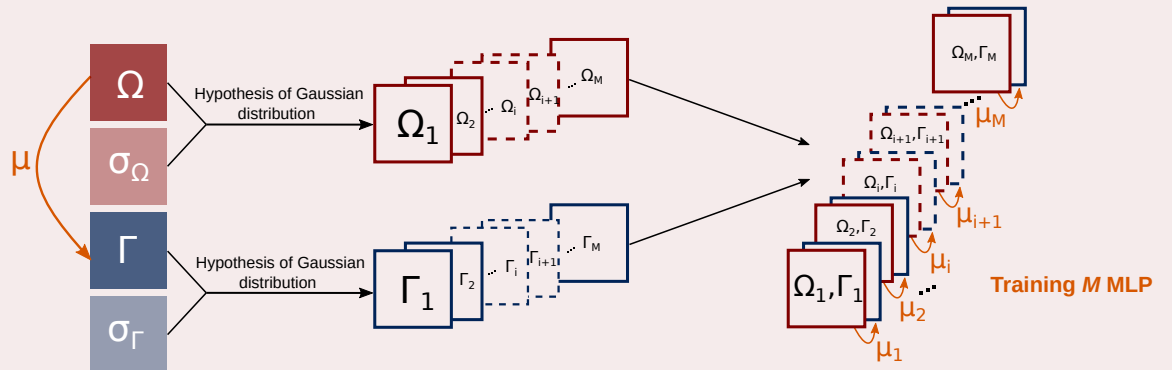 Ω
σΩ
μ
Γ
σΓ
Hypothesis of Gaussian
distribution
Ω1
Ω2
Ωi
Ωi+1
ΩM
Hypothesis of Gaussian
distribution
Γ1
Γ2
Γi
Γi+1
ΓM
ΩM,ΓM
μM
Ωi+1,Γi+1
μi+1
Ωi,Γi
μi
Ω2,Γ2
μ2
Ω1,Γ1
μ1
Training M MLP